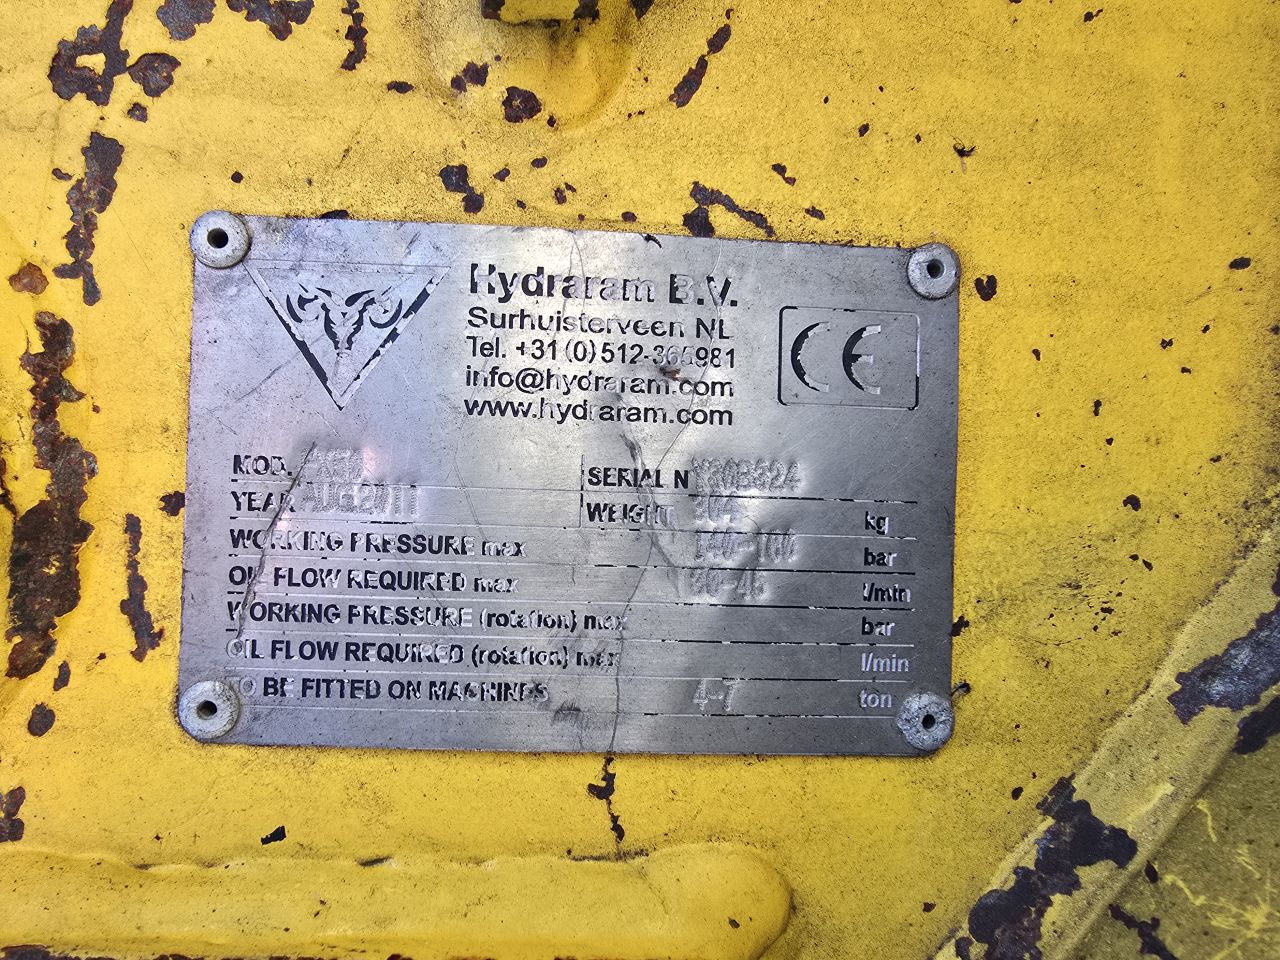 Hydraram B.V.
Surhuisterveen NL
Tel. +31 (0)512-365981
info@hydraram.com
www.hydraram.com
CE
MOD.
SERIAL N
YEAR AUG2011
WEIGHT kg
WORKING PRESSURE max bar
OIL FLOW REQUIRED max l/min
WORKING PRESSURE (rotation) max bar
OIL FLOW REQUIRED (rotation) max l/min
TO BE FITTED ON MACHINES 4-7 ton